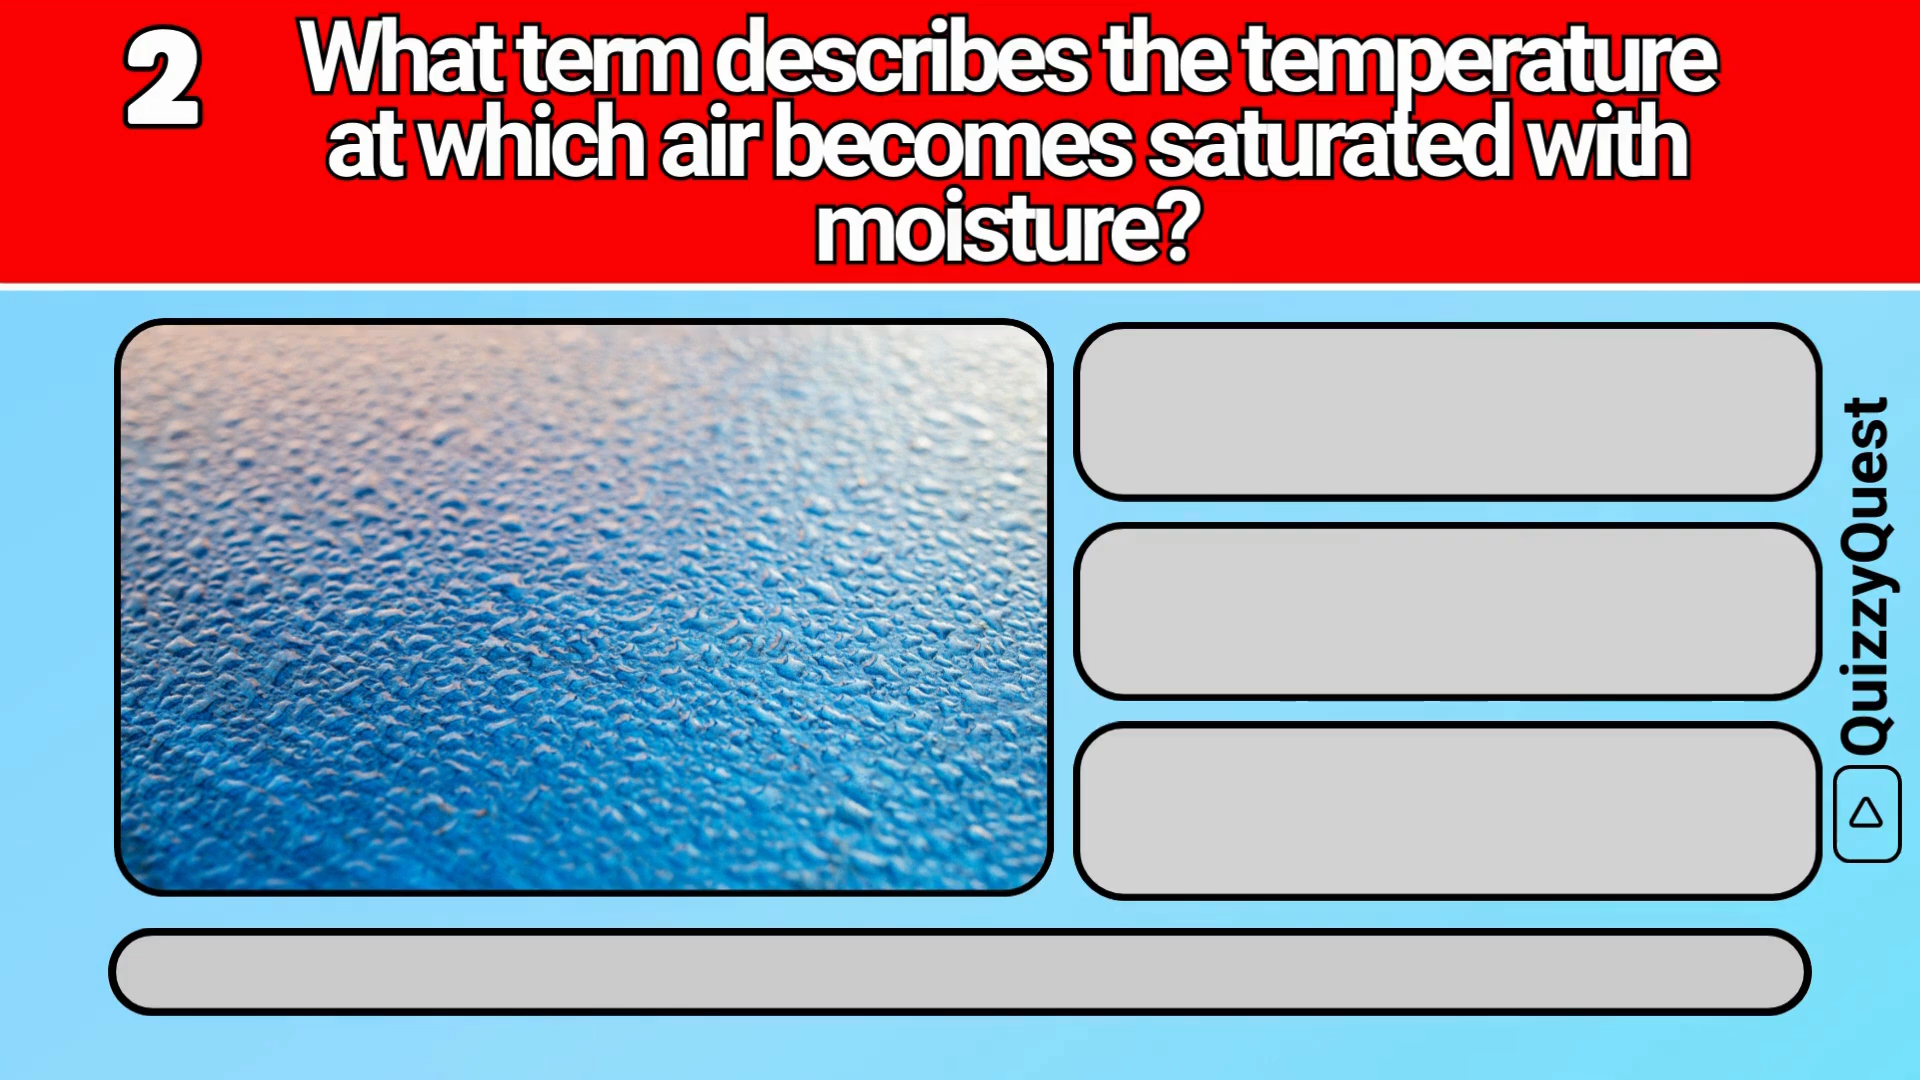 2
What term describes the temperature
at which air becomes saturated with
moisture?
QuizzyQuest